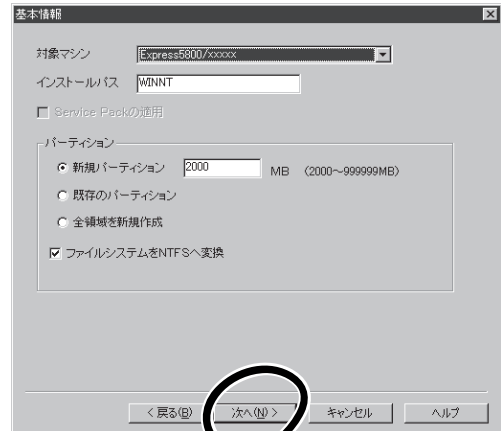 基本情報
対象マシン Express5800/xxxxx
インストールパス WINNT
Service Packの適用
パーティション
新規パーティション 2000 MB (2000～999999MB)
既存のパーティション
全領域を新規作成
ファイルシステムをNTFSへ変換
< 戻る(B) 次へ(N) > キャンセル ヘルプ